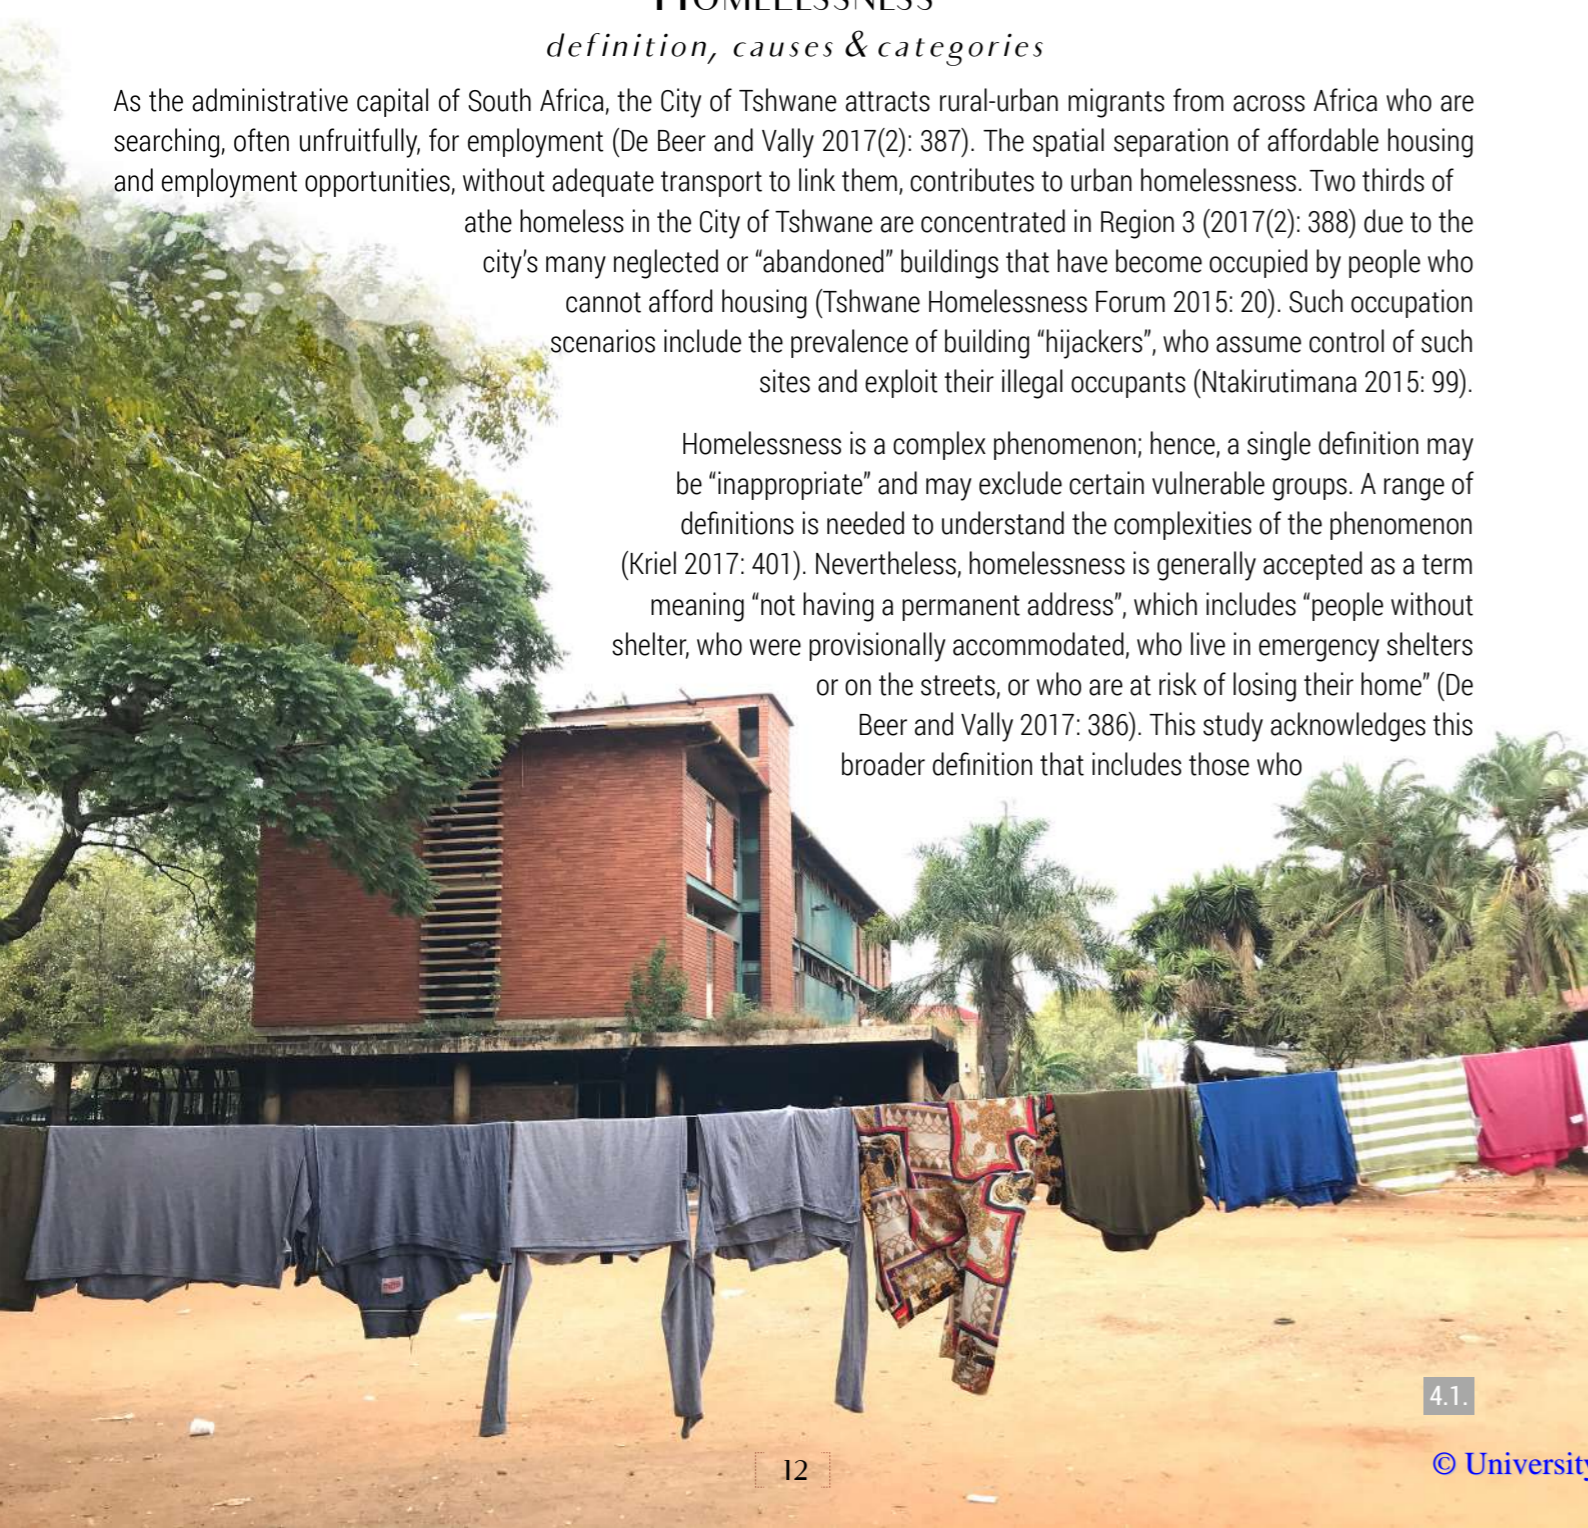 HOMELESSNESS
definition, causes & categories
As the administrative capital of South Africa, the City of Tshwane attracts rural-urban migrants from across Africa who are
searching, often unfruitfully, for employment (De Beer and Vally 2017(2): 387). The spatial separation of affordable housing
and employment opportunities, without adequate transport to link them, contributes to urban homelessness. Two thirds of
athe homeless in the City of Tshwane are concentrated in Region 3 (2017(2): 388) due to the
city’s many neglected or “abandoned” buildings that have become occupied by people who
cannot afford housing (Tshwane Homelessness Forum 2015: 20). Such occupation
scenarios include the prevalence of building “hijackers”, who assume control of such
sites and exploit their illegal occupants (Ntakirutimana 2015: 99).
Homelessness is a complex phenomenon; hence, a single definition may
be “inappropriate” and may exclude certain vulnerable groups. A range of
definitions is needed to understand the complexities of the phenomenon
(Kriel 2017: 401). Nevertheless, homelessness is generally accepted as a term
meaning “not having a permanent address”, which includes “people without
shelter, who were provisionally accommodated, who live in emergency shelters
or on the streets, or who are at risk of losing their home” (De
Beer and Vally 2017: 386). This study acknowledges this
broader definition that includes those who
4.1.
12
© University